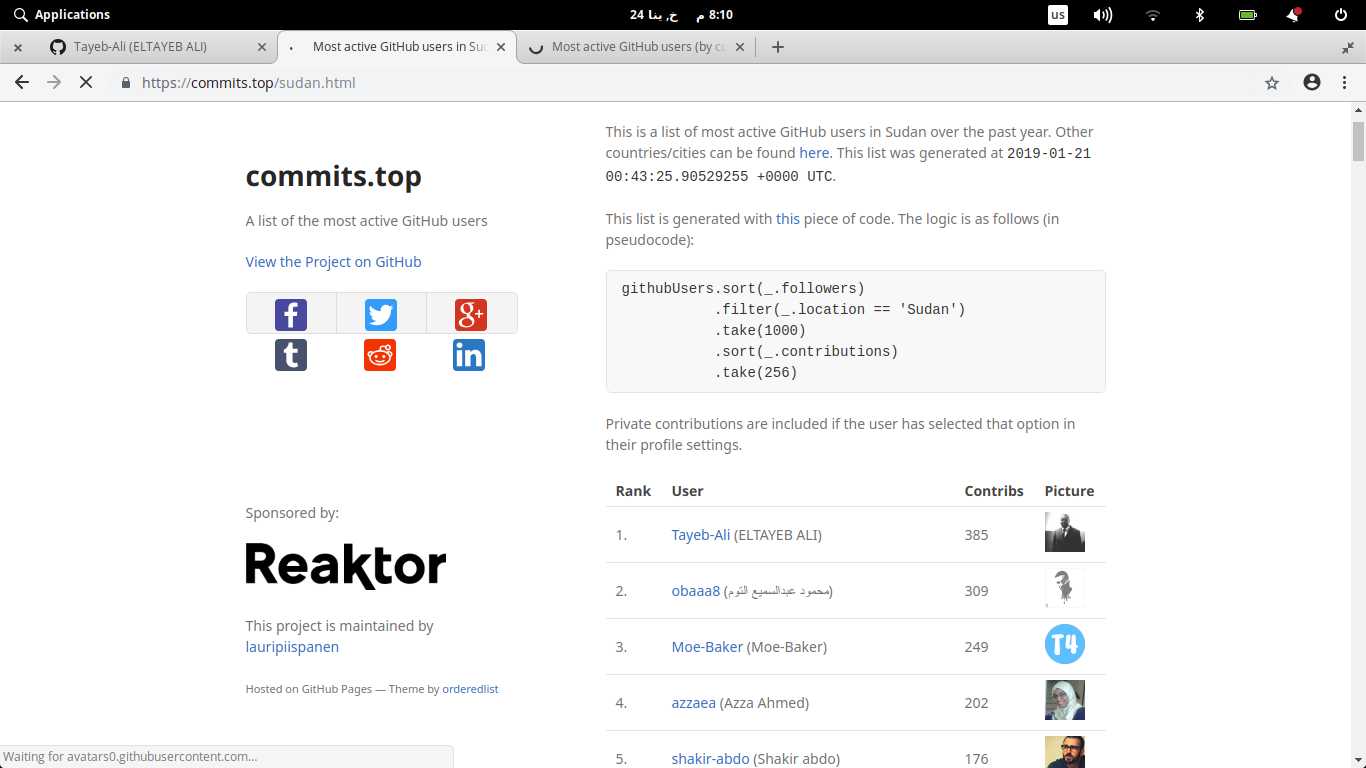 Applications
24 خ, ينا 8:10 م
us
Tayeb-Ali (ELTAYEB ALI)
Most active GitHub users in Sud
Most active GitHub users (by co
https://commits.top/sudan.html
commits.top
A list of the most active GitHub users
View the Project on GitHub
Sponsored by:
Reaktor
This project is maintained by
lauripiispanen
Hosted on GitHub Pages — Theme by orderedlist
This is a list of most active GitHub users in Sudan over the past year. Other
countries/cities can be found here. This list was generated at 2019-01-21
00:43:25.90529255 +0000 UTC.
This list is generated with this piece of code. The logic is as follows (in
pseudocode):
githubUsers.sort(_.followers)
.filter(_.location == 'Sudan')
.take(1000)
.sort(_.contributions)
.take(256)
Private contributions are included if the user has selected that option in
their profile settings.
Rank User Contribs Picture
1. Tayeb-Ali (ELTAYEB ALI) 385
2. obaaa8 (محمود عبدالسميع التوم) 309
3. Moe-Baker (Moe-Baker) 249 T4
4. azzaea (Azza Ahmed) 202
5. shakir-abdo (Shakir abdo) 176
Waiting for avatars0.githubusercontent.com...